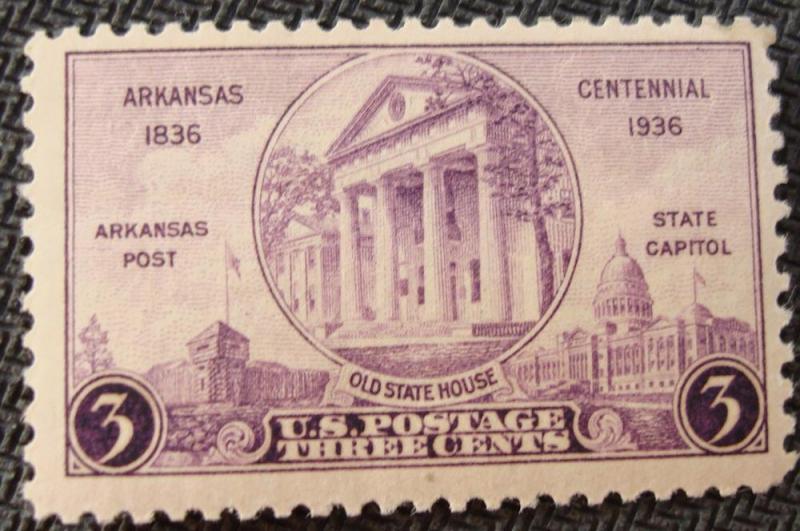 ARKANSAS
1836
CENTENNIAL
1936
ARKANSAS
POST
STATE
CAPITOL
OLD STATE HOUSE
3
U.S. POSTAGE
THREE CENTS
3